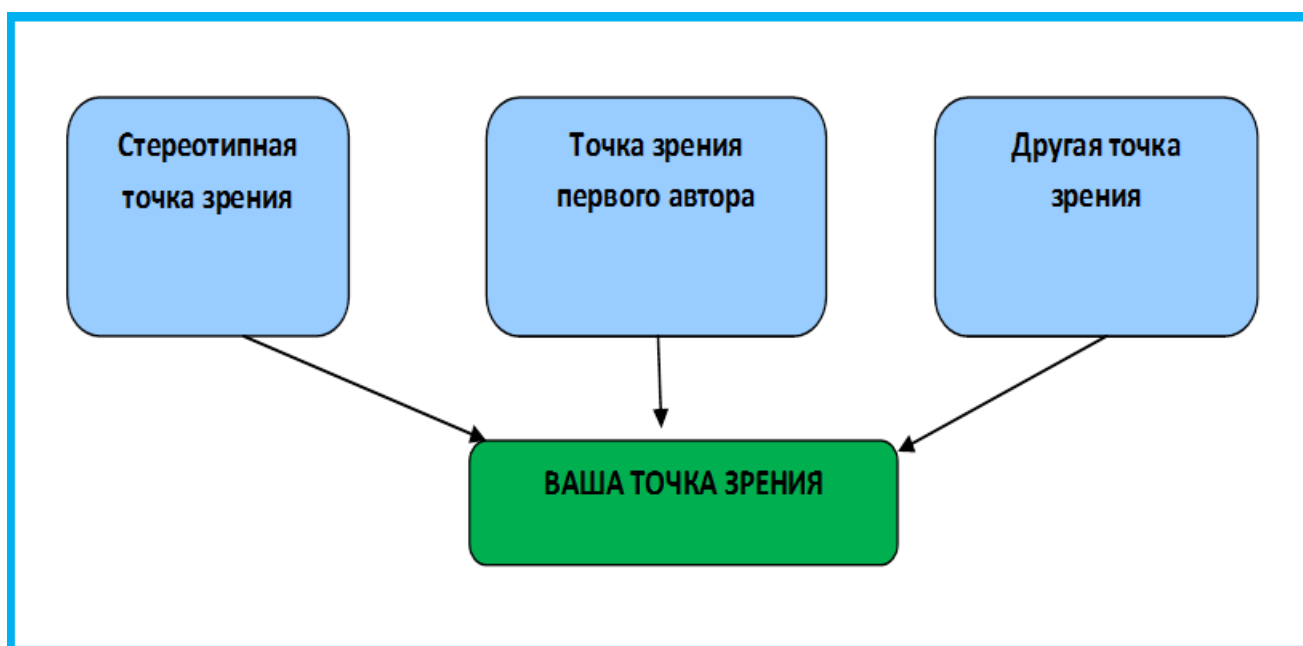 Стереотипная
точка зрения
Точка зрения
первого автора
Другая точка
зрения
ВАША ТОЧКА ЗРЕНИЯ